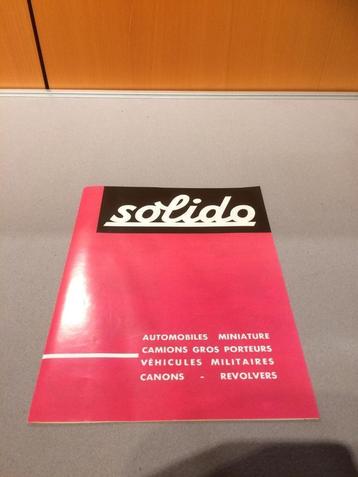 solido
AUTOMOBILES MINIATURE
CAMIONS GROS PORTEURS
VÉHICULES MILITAIRES
CANONS - REVOLVERS